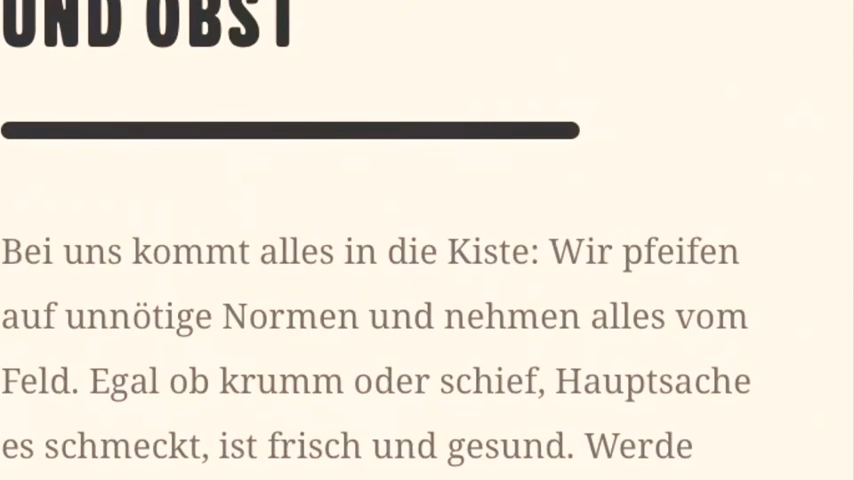 UND OBST
Bei uns kommt alles in die Kiste: Wir pfeifen
auf unnötige Normen und nehmen alles vom
Feld. Egal ob krumm oder schief, Hauptsache
es schmeckt, ist frisch und gesund. Werde